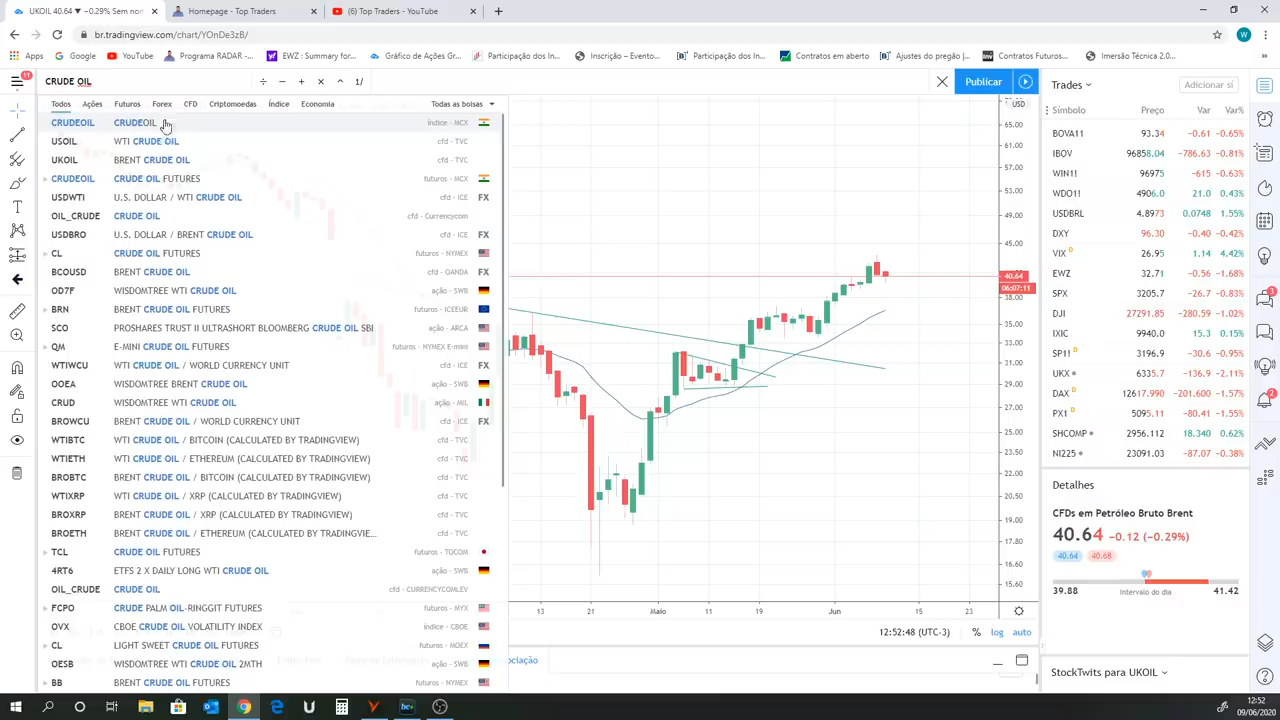 UKOIL 40.64 ▼ −0.29% Sem nom
Homepage - Top Traders
(6) Top Traders - YouTube
br.tradingview.com/chart/YOnDe3zB/
Apps
Google
YouTube
Programa RADAR -...
EWZ : Summary for...
Gráfico de Ações Gr...
Participação dos In...
Inscrição – Evento...
Participação dos In...
Contratos em aberto
Ajustes do pregão |...
Contratos Futuros...
Imersão Técnica 2.0...
11
CRUDE OIL
÷ − + × ^ 1/
Publicar
Todos Ações Futuros Forex CFD Criptomoedas Índice Economia Todas as bolsas
CRUDEOIL CRUDEOIL índice - MCX
USOIL WTI CRUDE OIL cfd - TVC
UKOIL BRENT CRUDE OIL cfd - TVC
CRUDEOIL CRUDE OIL FUTURES futuros - MCX
USDWTI U.S. DOLLAR / WTI CRUDE OIL cfd - ICE FX
OIL_CRUDE CRUDE OIL cfd - Currencycom
USDBRO U.S. DOLLAR / BRENT CRUDE OIL cfd - ICE FX
CL CRUDE OIL FUTURES futuros - NYMEX
BCOUSD BRENT CRUDE OIL cfd - OANDA FX
OD7F WISDOMTREE WTI CRUDE OIL ação - SWB
BRN BRENT CRUDE OIL FUTURES futuros - ICEEUR
SCO PROSHARES TRUST II ULTRASHORT BLOOMBERG CRUDE OIL SBI ação - ARCA
QM E-MINI CRUDE OIL FUTURES futuros - NYMEX E-mini
WTIWCU WTI CRUDE OIL / WORLD CURRENCY UNIT cfd - ICE FX
OOEA WISDOMTREE BRENT CRUDE OIL ação - SWB
CRUD WISDOMTREE WTI CRUDE OIL ação - MIL
BROWCU BRENT CRUDE OIL / WORLD CURRENCY UNIT cfd - ICE FX
WTIBTC WTI CRUDE OIL / BITCOIN (CALCULATED BY TRADINGVIEW) cfd - TVC
WTIETH WTI CRUDE OIL / ETHEREUM (CALCULATED BY TRADINGVIEW) cfd - TVC
BROBTC BRENT CRUDE OIL / BITCOIN (CALCULATED BY TRADINGVIEW) cfd - TVC
WTIXRP WTI CRUDE OIL / XRP (CALCULATED BY TRADINGVIEW) cfd - TVC
BROXRP BRENT CRUDE OIL / XRP (CALCULATED BY TRADINGVIEW) cfd - TVC
BROETH BRENT CRUDE OIL / ETHEREUM (CALCULATED BY TRADINGVIE... cfd - TVC
TCL CRUDE OIL FUTURES futuros - TOCOM
4RT6 ETFS 2 X DAILY LONG WTI CRUDE OIL ação - SWB
OIL_CRUDE CRUDE OIL cfd - CURRENCYCOMLEV
FCPO CRUDE PALM OIL-RINGGIT FUTURES futuros - MYX
OVX CBOE CRUDE OIL VOLATILITY INDEX índice - CBOE
CL LIGHT SWEET CRUDE OIL FUTURES futuros - MOEX
OESB WISDOMTREE WTI CRUDE OIL 2MTH ação - SWB
BB BRENT CRUDE OIL FUTURES futuros - NYMEX
ociação
USD
65.00
61.00
57.00
53.00
49.00
45.00
40.64
06:07:11
38.00
35.00
33.00
31.00
29.00
27.00
25.00
23.50
22.00
20.50
19.00
17.80
16.60
15.60
13 21 Maio 11 19 Jun 15 23
12:52:48 (UTC-3) % log auto
Trades
Adicionar sí
Símbolo Preço Var Var%
BOVA11 93.34 −0.61 −0.65%
IBOV 96858.04 −786.63 −0.81%
WIN1! 96975 −615 −0.63%
WDO1! 4906.0 21.0 0.43%
USDBRL 4.8973 0.0748 1.55%
DXY 96.30 −0.40 −0.42%
VIX D 26.95 1.14 4.42%
EWZ 32.71 −0.56 −1.68%
SPX 3205.7 −26.7 −0.83%
DJI 27291.85 −280.59 −1.02%
IXIC 9940.0 15.3 0.15%
SP11 D 3196.9 −30.6 −0.95%
UKX 6335.7 −136.9 −2.11%
DAX D 12617.990 −201.600 −1.57%
PX1 D 5095.11 −80.41 −1.55%
SHCOMP 2956.112 18.340 0.62%
NI225 23091.03 −87.07 −0.38%
Detalhes
CFDs em Petróleo Bruto Brent
40.64 −0.12 (−0.29%)
40.64 40.68
39.88 Intervalo do dia 41.42
StockTwits para UKOIL
3
2
12:52
09/06/2020